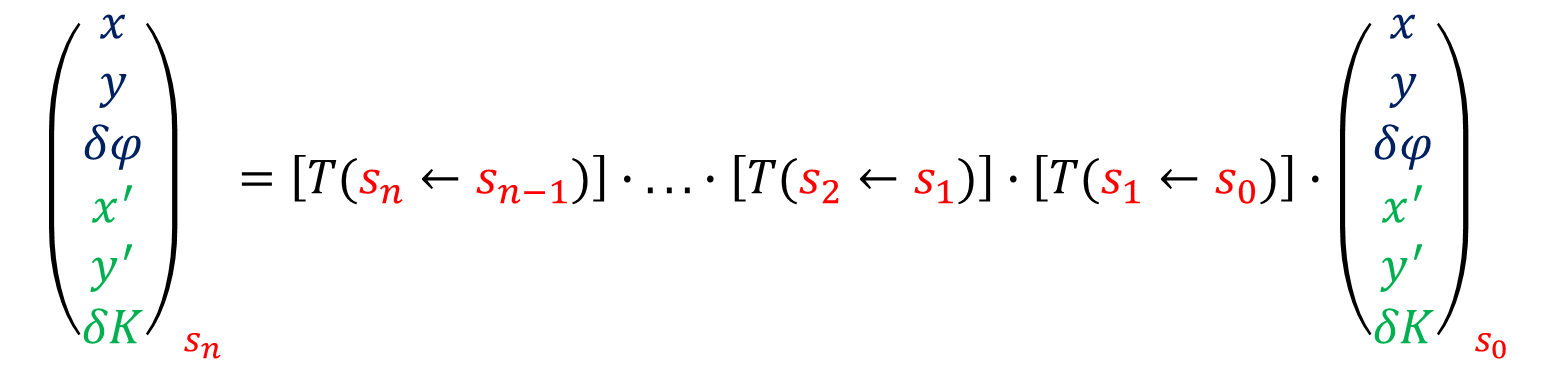 (x y δφ x′ y′ δK)_{s_n} = [T(s_n ← s_{n−1})] · … · [T(s_2 ← s_1)] · [T(s_1 ← s_0)] · (x y δφ x′ y′ δK)_{s_0}